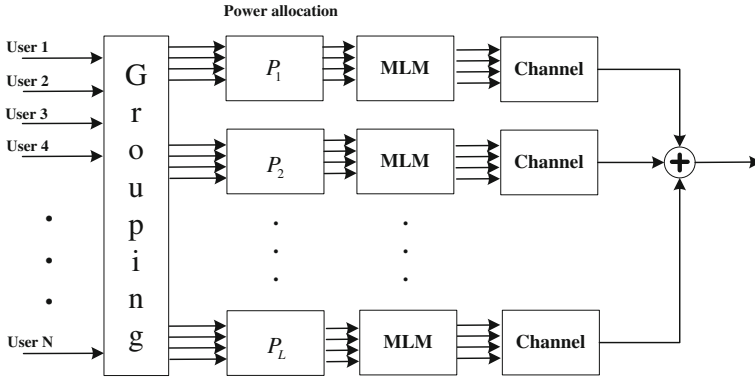 Power allocation
User 1
User 2
User 3
User 4
User N
Grouping
P1
MLM
Channel
P2
MLM
Channel
PL
MLM
Channel
+